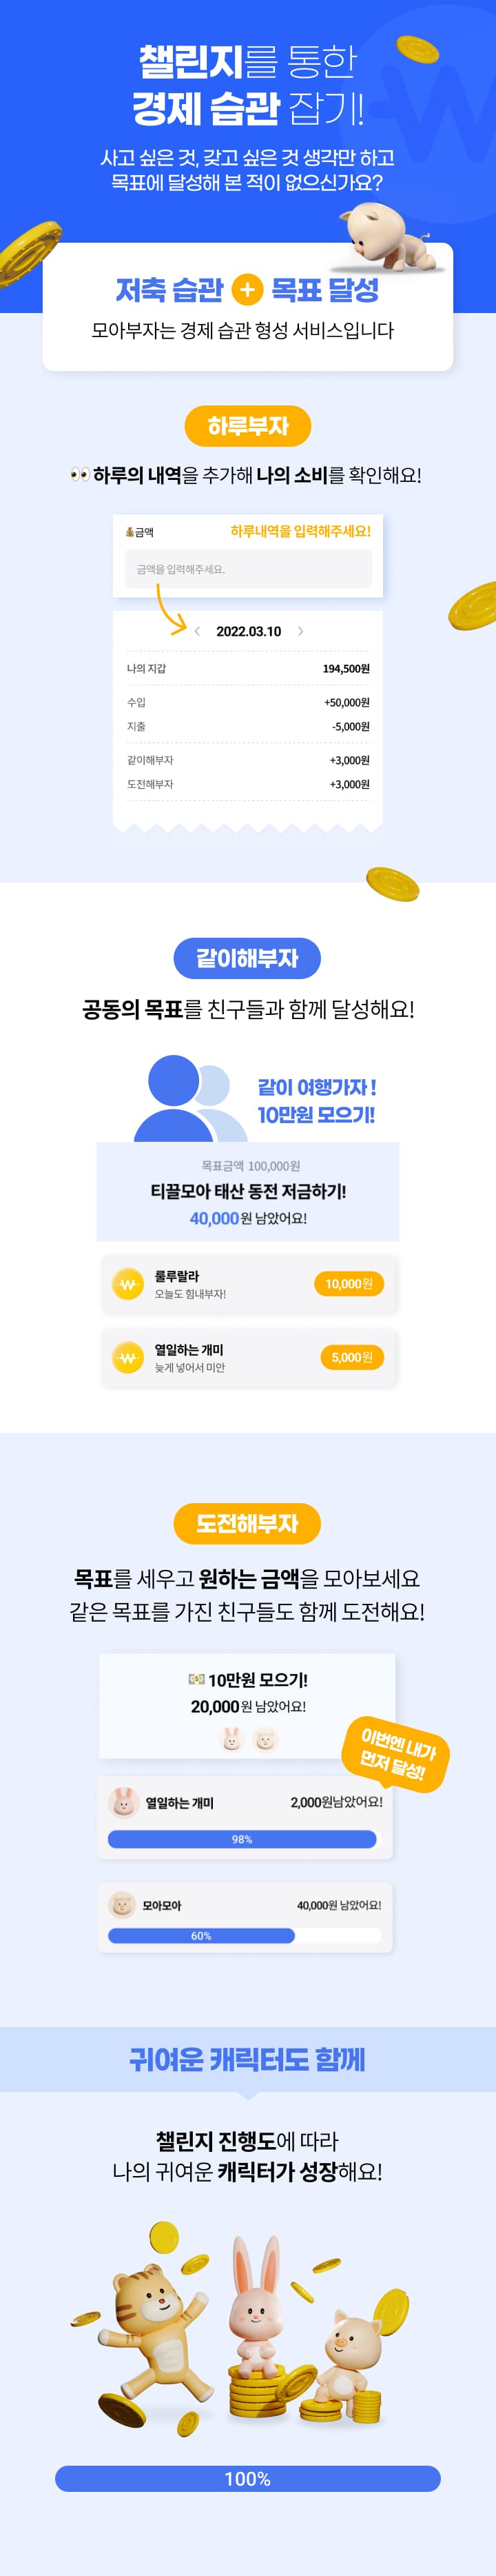 챌린지를 통한
경제 습관 잡기!
사고 싶은 것, 갖고 싶은 것 생각만 하고
목표에 달성해 본 적이 없으신가요?
저축 습관 + 목표 달성
모아부자는 경제 습관 형성 서비스입니다
하루부자
👀 하루의 내역을 추가해 나의 소비를 확인해요!
💰금액 하루내역을 입력해주세요!
금액을 입력해주세요.
< 2022.03.10 >
나의 지갑 194,500원
수입 +50,000원
지출 -5,000원
같이해부자 +3,000원
도전해부자 +3,000원
같이해부자
공동의 목표를 친구들과 함께 달성해요!
같이 여행가자 !
10만원 모으기!
목표금액 100,000원
티끌모아 태산 동전 저금하기!
40,000원 남았어요!
룰루랄라
오늘도 힘내부자!
10,000원
열일하는 개미
늦게 넣어서 미안
5,000원
도전해부자
목표를 세우고 원하는 금액을 모아보세요
같은 목표를 가진 친구들도 함께 도전해요!
💵 10만원 모으기!
20,000원 남았어요!
이번엔 내가
먼저 달성!
열일하는 개미 2,000원남았어요!
98%
모아모아 40,000원 남았어요!
60%
귀여운 캐릭터도 함께
챌린지 진행도에 따라
나의 귀여운 캐릭터가 성장해요!
100%